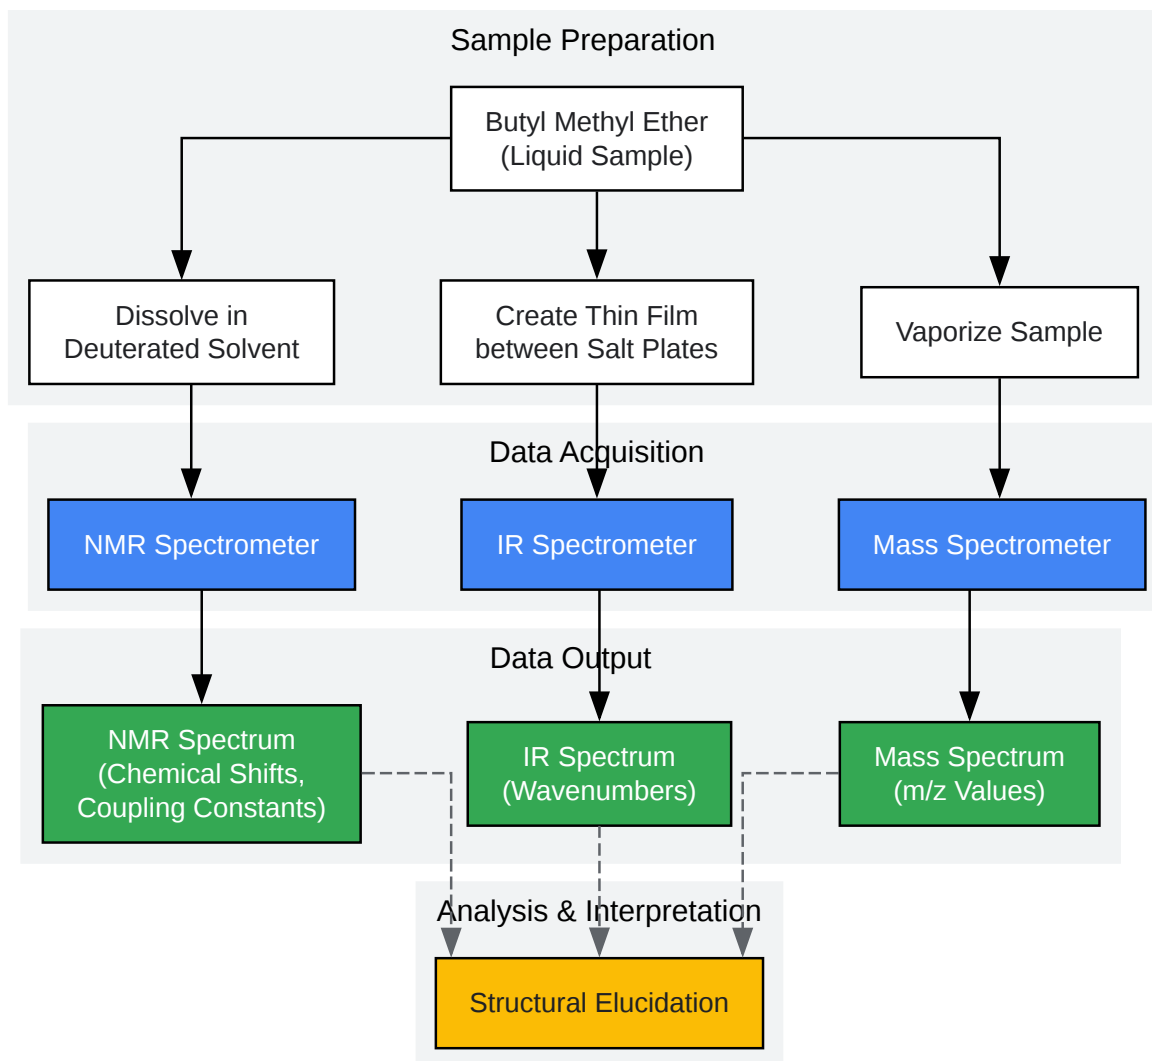 Sample Preparation
Butyl Methyl Ether
(Liquid Sample)
Dissolve in
Deuterated Solvent
Create Thin Film
between Salt Plates
Vaporize Sample
Data Acquisition
NMR Spectrometer
IR Spectrometer
Mass Spectrometer
Data Output
NMR Spectrum
(Chemical Shifts,
Coupling Constants)
IR Spectrum
(Wavenumbers)
Mass Spectrum
(m/z Values)
Analysis & Interpretation
Structural Elucidation